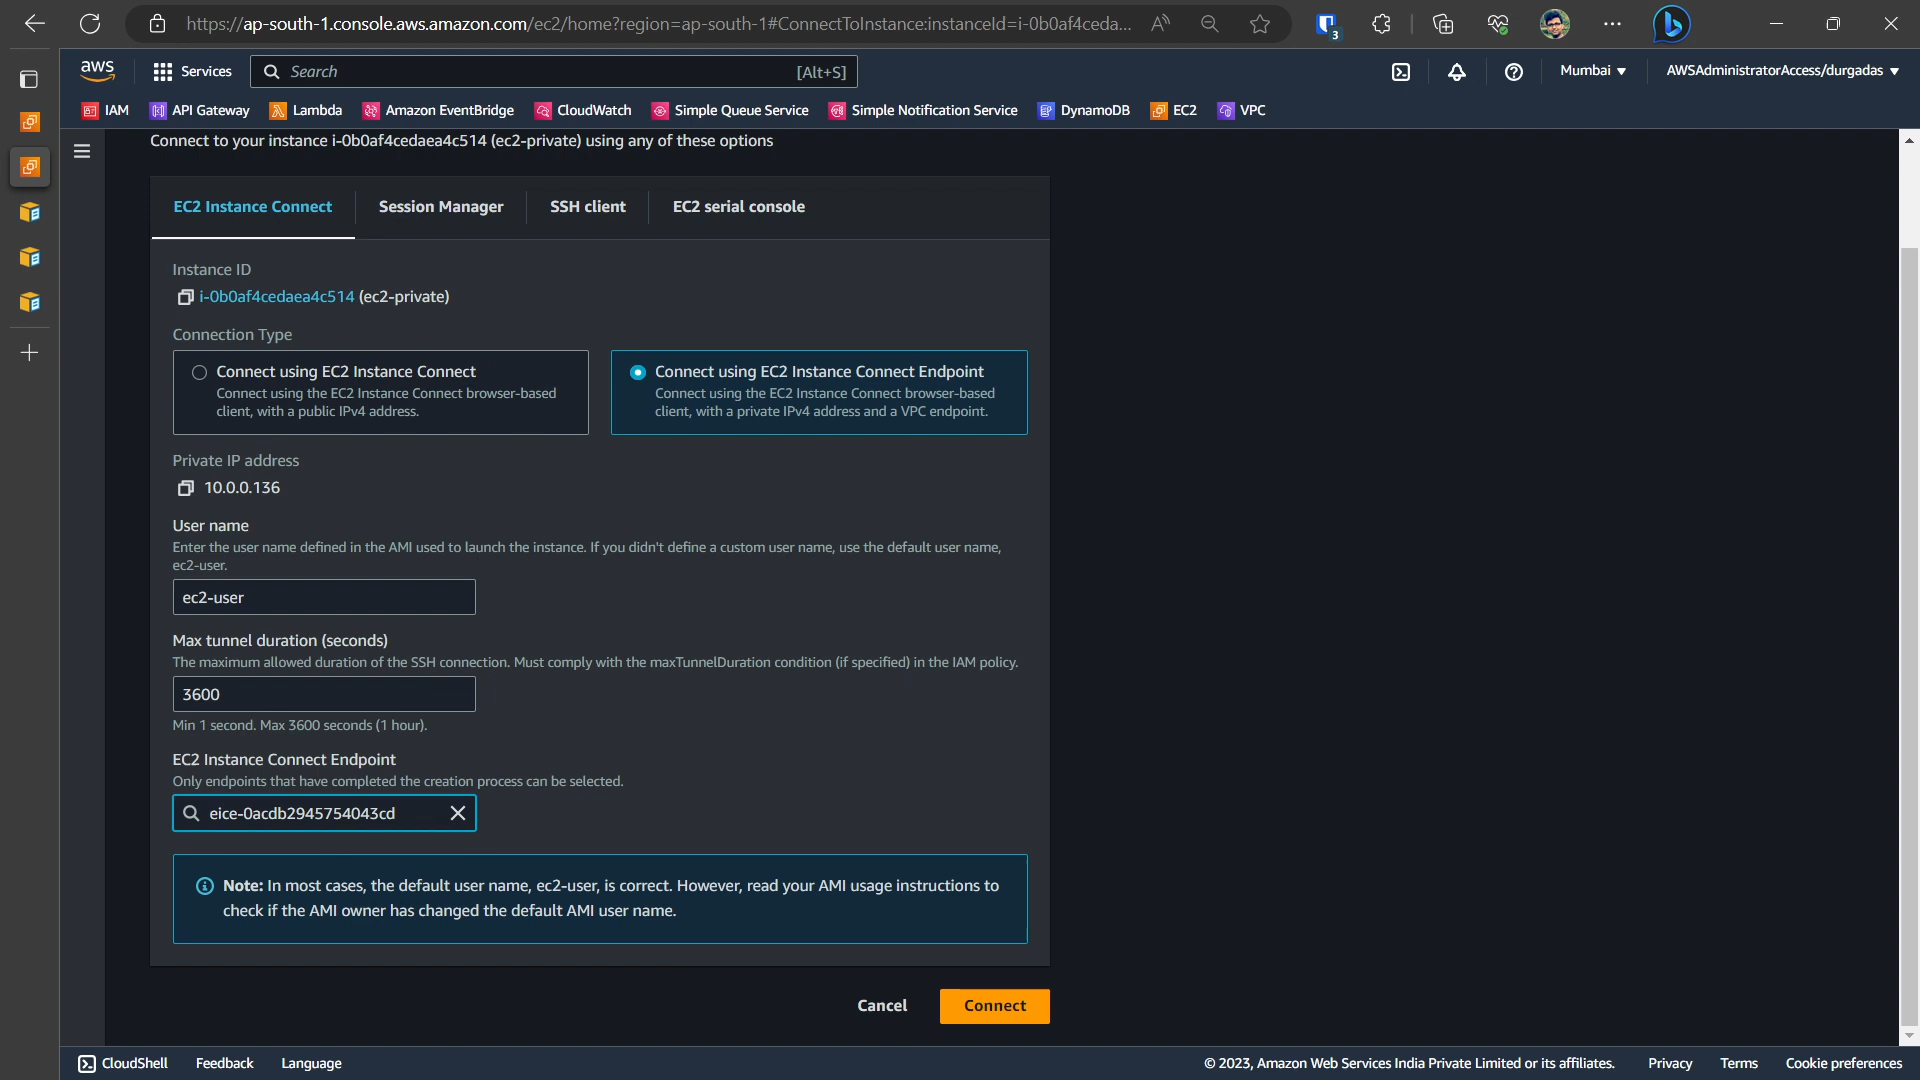 https://ap-south-1.console.aws.amazon.com/ec2/home?region=ap-south-1#ConnectToInstance:instanceId=i-0b0af4ceda...
3
aws
Services
Search
[Alt+S]
Mumbai
AWSAdministratorAccess/durgadas
IAM
API Gateway
Lambda
Amazon EventBridge
CloudWatch
Simple Queue Service
Simple Notification Service
DynamoDB
EC2
VPC
Connect to your instance i-0b0af4cedaea4c514 (ec2-private) using any of these options
EC2 Instance Connect
Session Manager
SSH client
EC2 serial console
Instance ID
i-0b0af4cedaea4c514 (ec2-private)
Connection Type
Connect using EC2 Instance Connect
Connect using the EC2 Instance Connect browser-based
client, with a public IPv4 address.
Connect using EC2 Instance Connect Endpoint
Connect using the EC2 Instance Connect browser-based
client, with a private IPv4 address and a VPC endpoint.
Private IP address
10.0.0.136
User name
Enter the user name defined in the AMI used to launch the instance. If you didn't define a custom user name, use the default user name,
ec2-user.
ec2-user
Max tunnel duration (seconds)
The maximum allowed duration of the SSH connection. Must comply with the maxTunnelDuration condition (if specified) in the IAM policy.
3600
Min 1 second. Max 3600 seconds (1 hour).
EC2 Instance Connect Endpoint
Only endpoints that have completed the creation process can be selected.
eice-0acdb2945754043cd
Note: In most cases, the default user name, ec2-user, is correct. However, read your AMI usage instructions to
check if the AMI owner has changed the default AMI user name.
Cancel
Connect
CloudShell
Feedback
Language
© 2023, Amazon Web Services India Private Limited or its affiliates.
Privacy
Terms
Cookie preferences